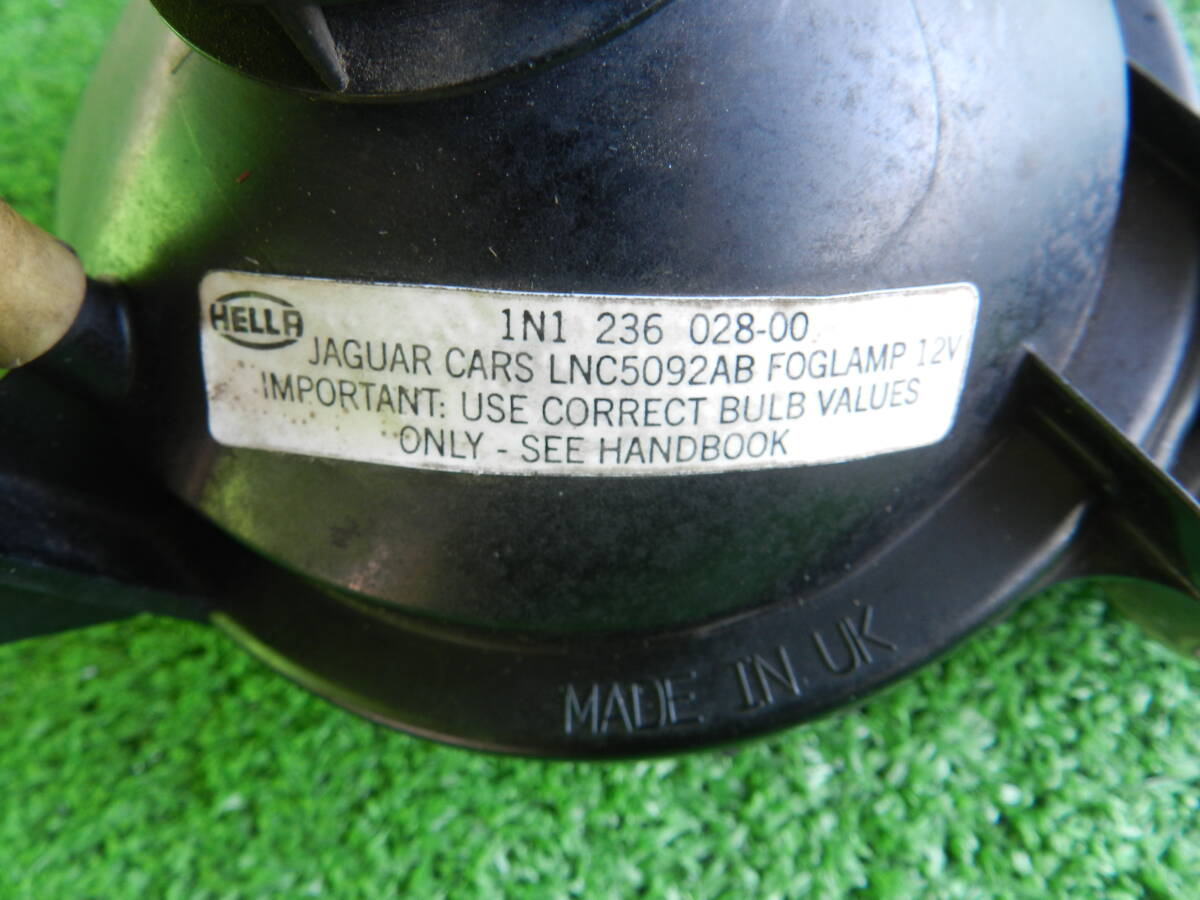 HELLA
1N1 236 028-00
JAGUAR CARS LNC5092AB FOGLAMP 12V
IMPORTANT: USE CORRECT BULB VALUES
ONLY - SEE HANDBOOK
MADE IN UK